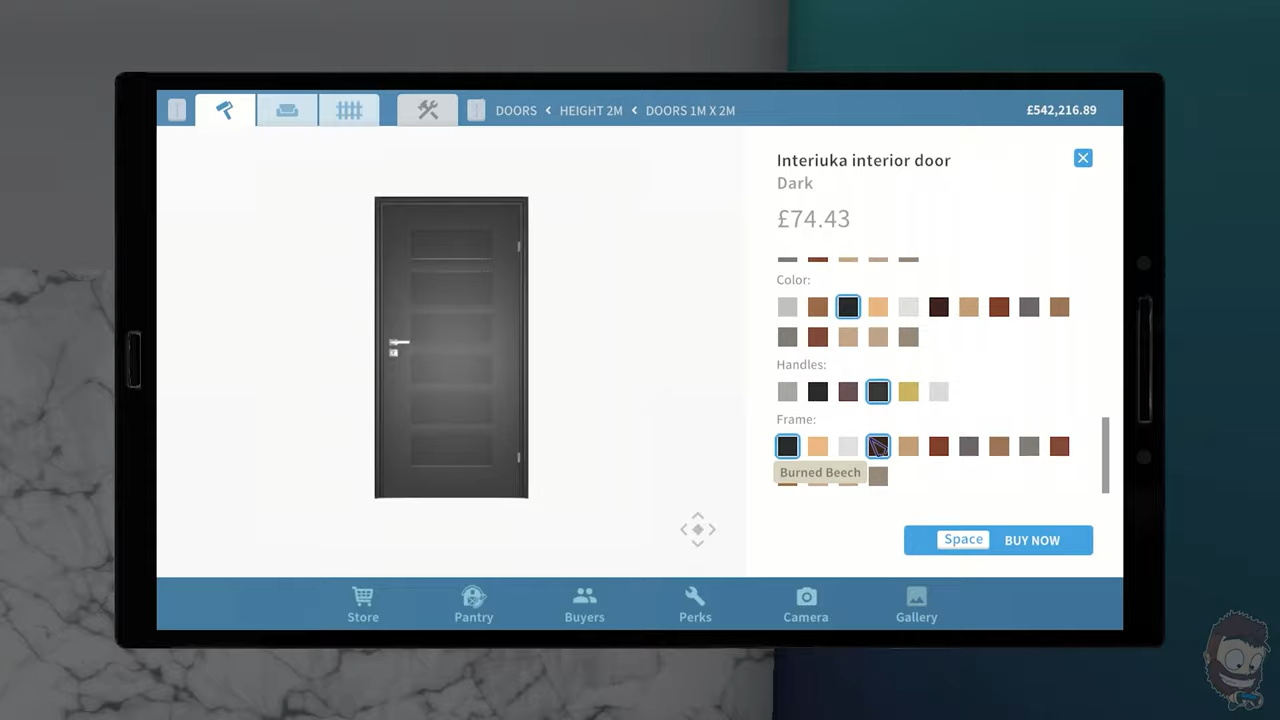 DOORS < HEIGHT 2M < DOORS 1M X 2M
£542,216.89
Interiuka interior door
Dark
£74.43
Color:
Handles:
Frame:
Burned Beech
Space BUY NOW
Store Pantry Buyers Perks Camera Gallery